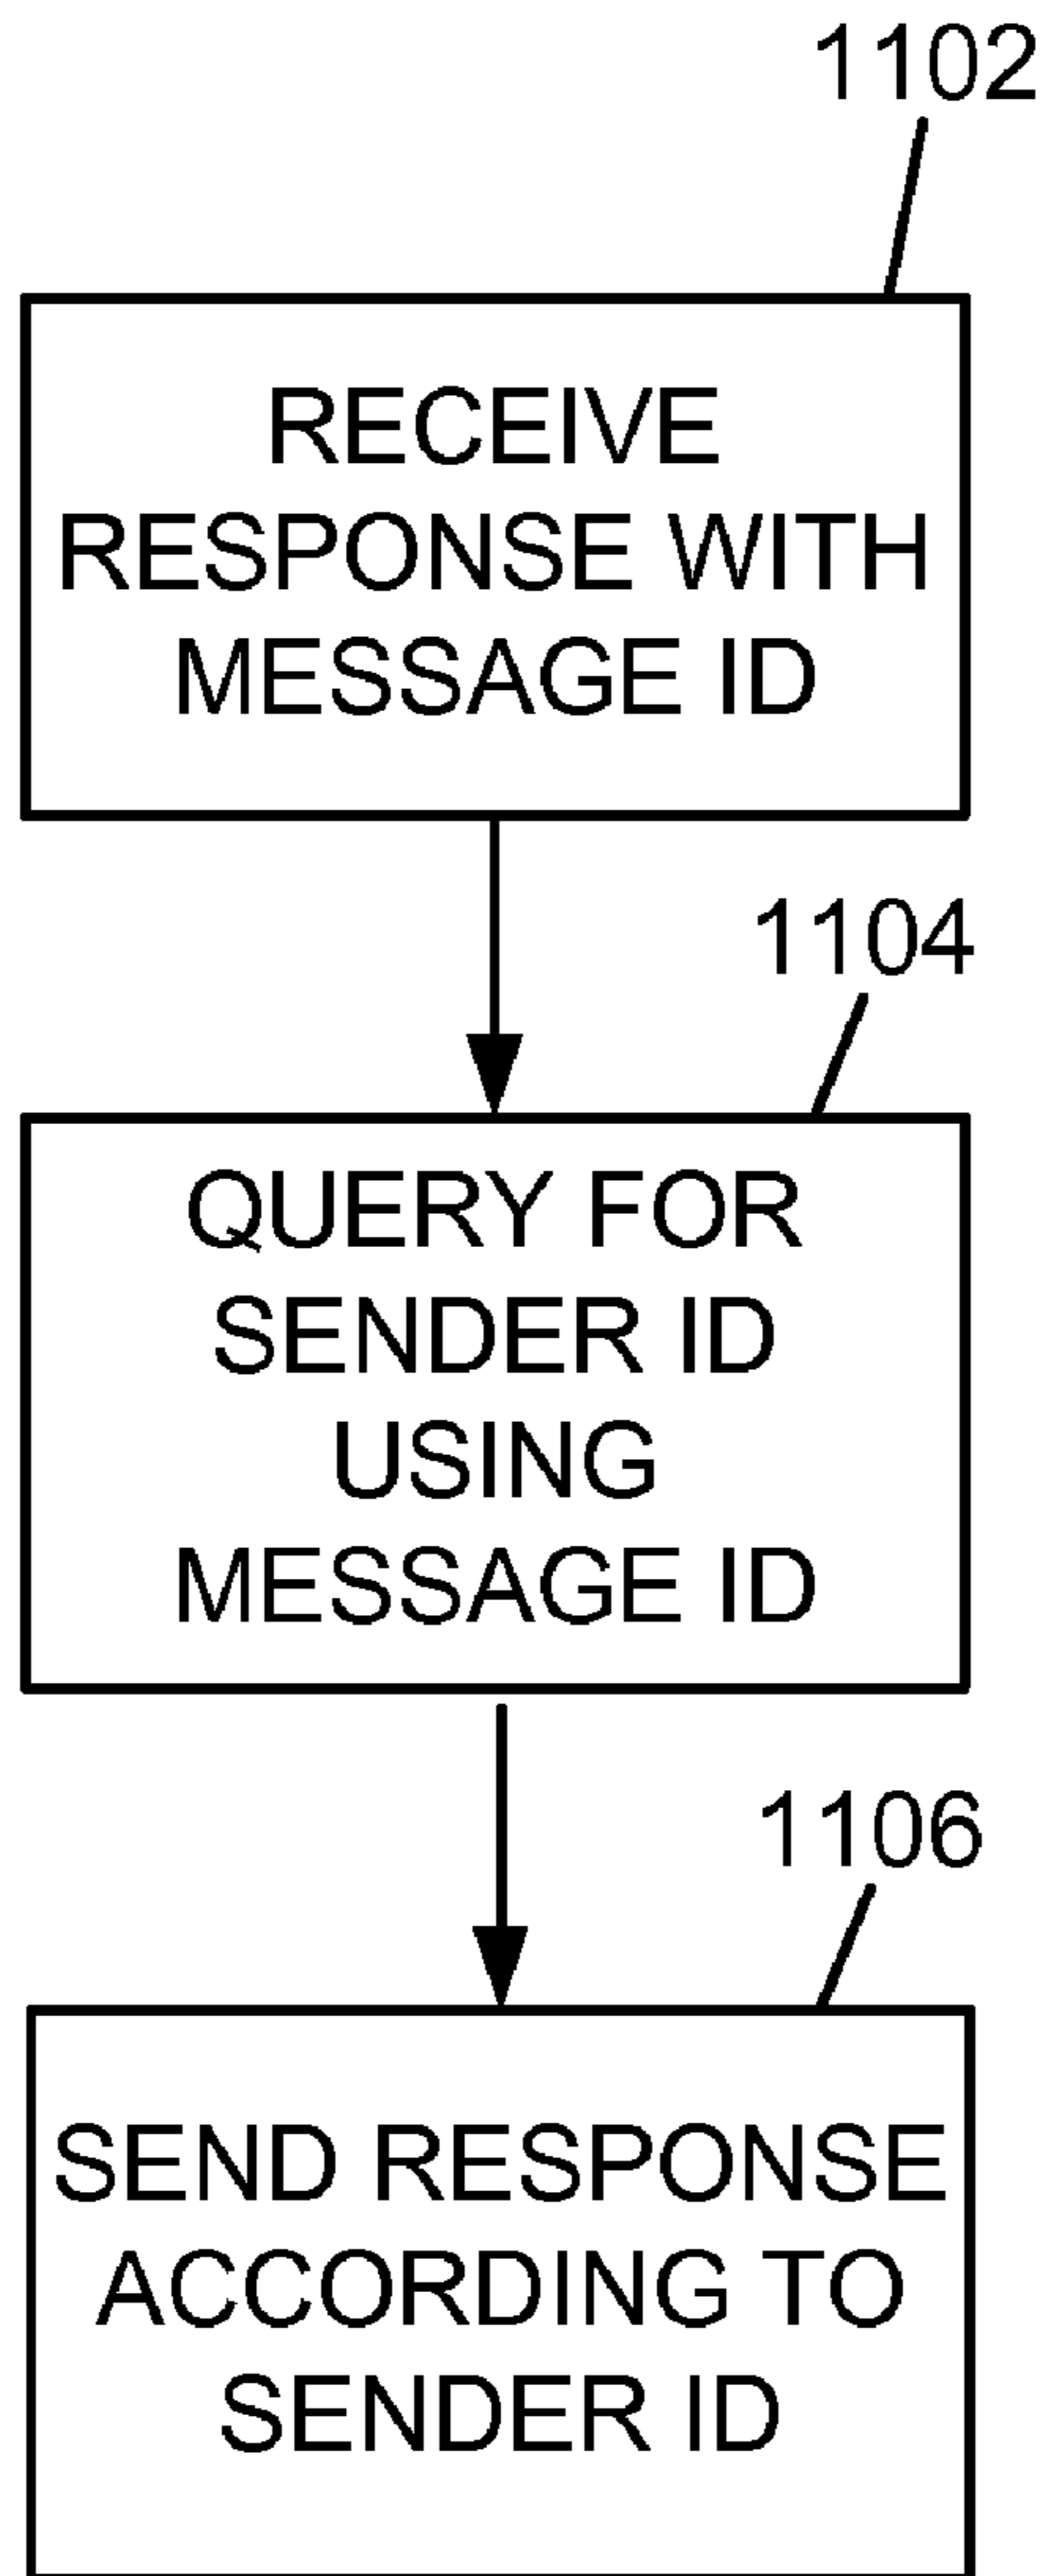 1102
RECEIVE
RESPONSE WITH
MESSAGE ID
1104
QUERY FOR
SENDER ID
USING
MESSAGE ID
1106
SEND RESPONSE
ACCORDING TO
SENDER ID